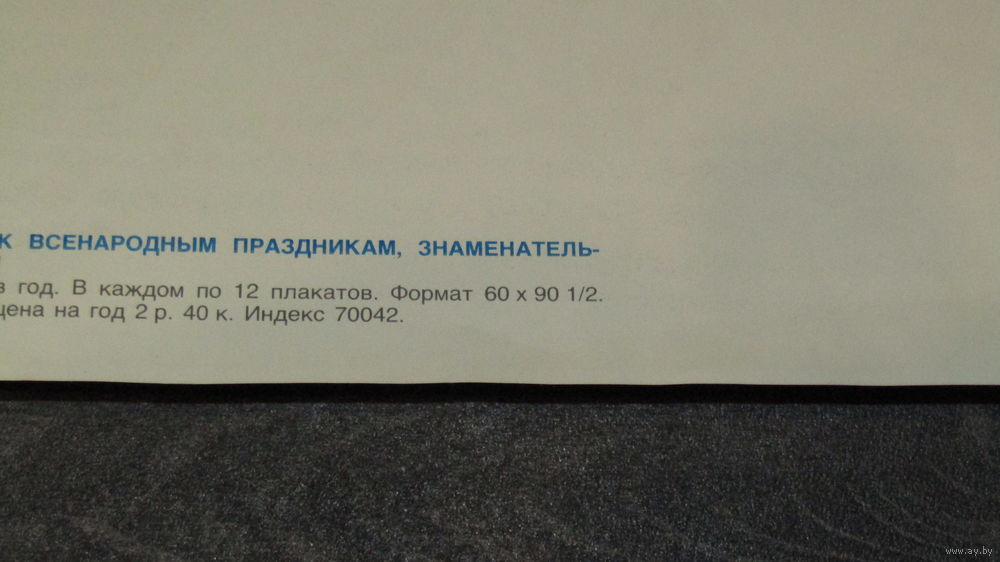 К ВСЕНАРОДНЫМ ПРАЗДНИКАМ, ЗНАМЕНАТЕЛЬ-
в год. В каждом по 12 плакатов. Формат 60 х 90 1/2.
цена на год 2 р. 40 к. Индекс 70042.
www.ay.by